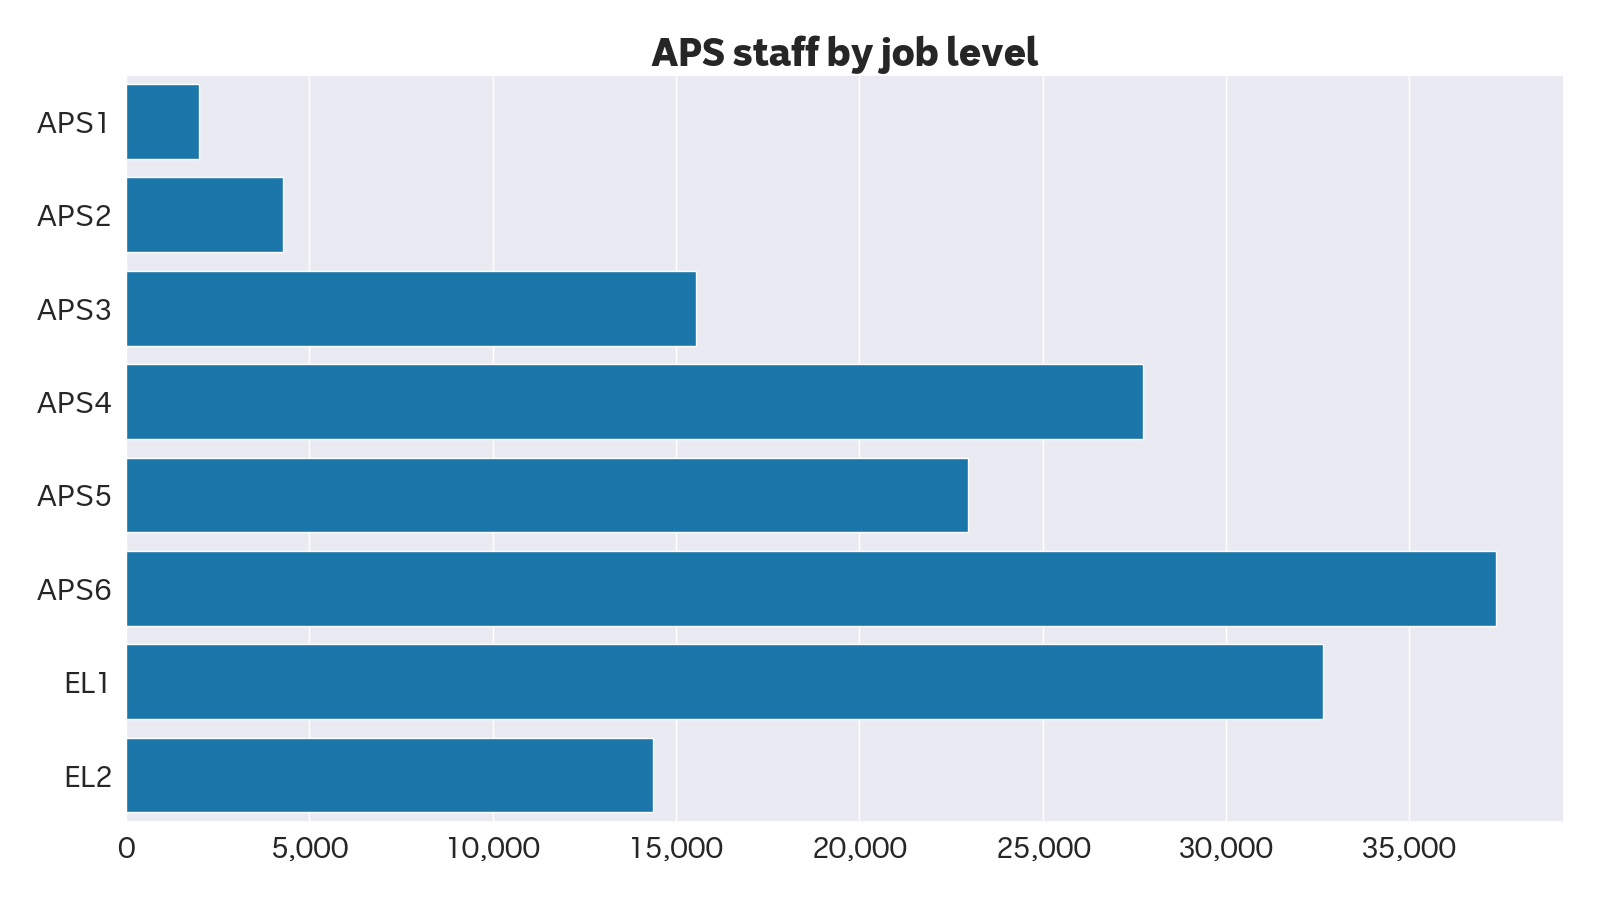 APS staff by job level
APS1
APS2
APS3
APS4
APS5
APS6
EL1
EL2
0 5,000 10,000 15,000 20,000 25,000 30,000 35,000